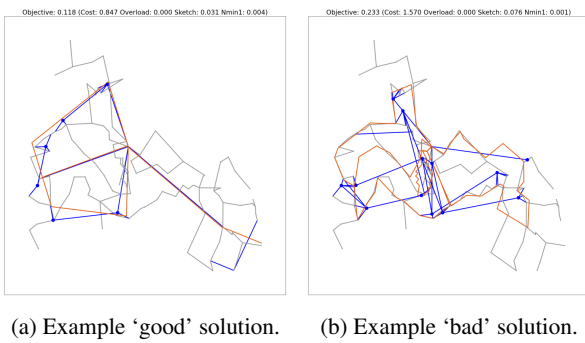 Objective: 0.118 (Cost: 0.847 Overload: 0.000 Sketch: 0.031 Nmin1: 0.004)
Objective: 0.233 (Cost: 1.570 Overload: 0.000 Sketch: 0.076 Nmin1: 0.001)
(a) Example ‘good’ solution.
(b) Example ‘bad’ solution.